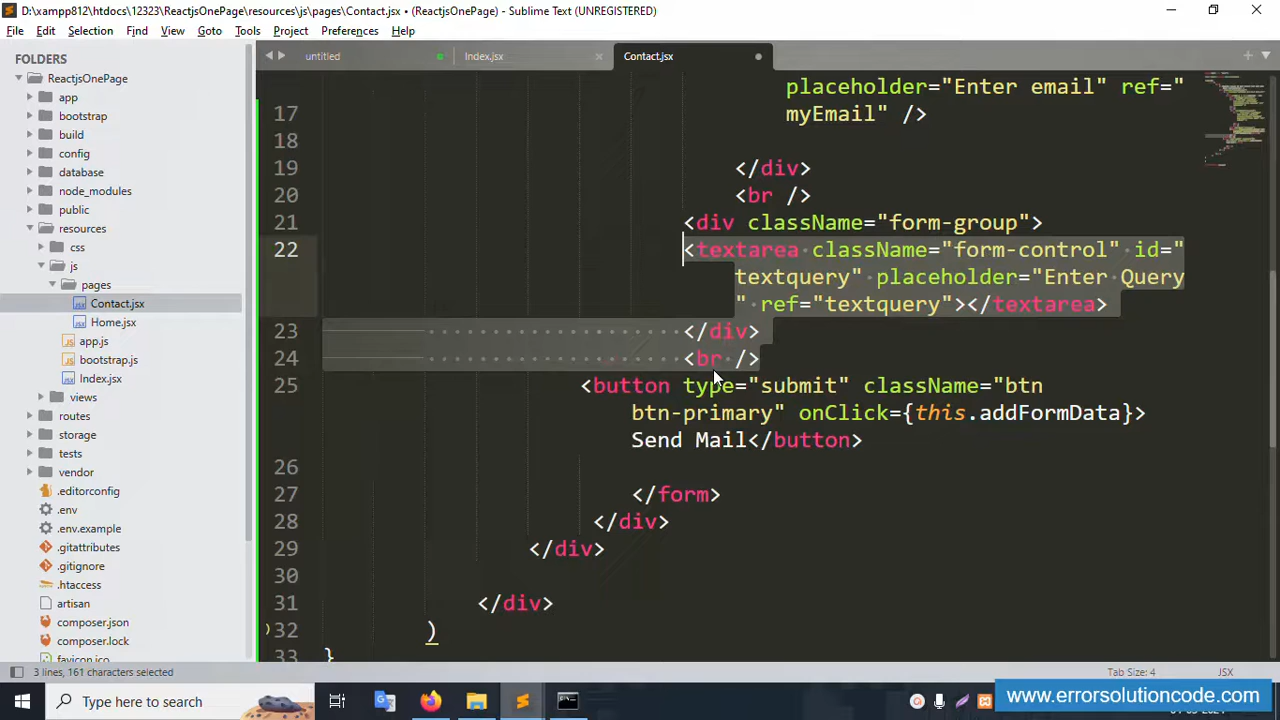 D:\xampp812\htdocs\12323\ReactjsOnePage\resources\js\pages\Contact.jsx • (ReactjsOnePage) - Sublime Text (UNREGISTERED)
File Edit Selection Find View Goto Tools Project Preferences Help
FOLDERS
ReactjsOnePage
app
bootstrap
build
config
database
node_modules
public
resources
css
js
pages
Contact.jsx
Home.jsx
app.js
bootstrap.js
Index.jsx
views
routes
storage
tests
vendor
.editorconfig
.env
.env.example
.gitattributes
.gitignore
.htaccess
artisan
composer.json
composer.lock
favicon.ico
untitled Index.jsx Contact.jsx
placeholder="Enter email" ref="
17 myEmail" />
18
19 </div>
20 <br />
21 <div className="form-group">
22 <textarea className="form-control" id="
textquery" placeholder="Enter Query
" ref="textquery"></textarea>
23 </div>
24 <br />
25 <button type="submit" className="btn
btn-primary" onClick={this.addFormData}>
Send Mail</button>
26
27 </form>
28 </div>
29 </div>
30
31 </div>
32 )
33 }
3 lines, 161 characters selected
Tab Size: 4 JSX
Type here to search
www.errorsolutioncode.com